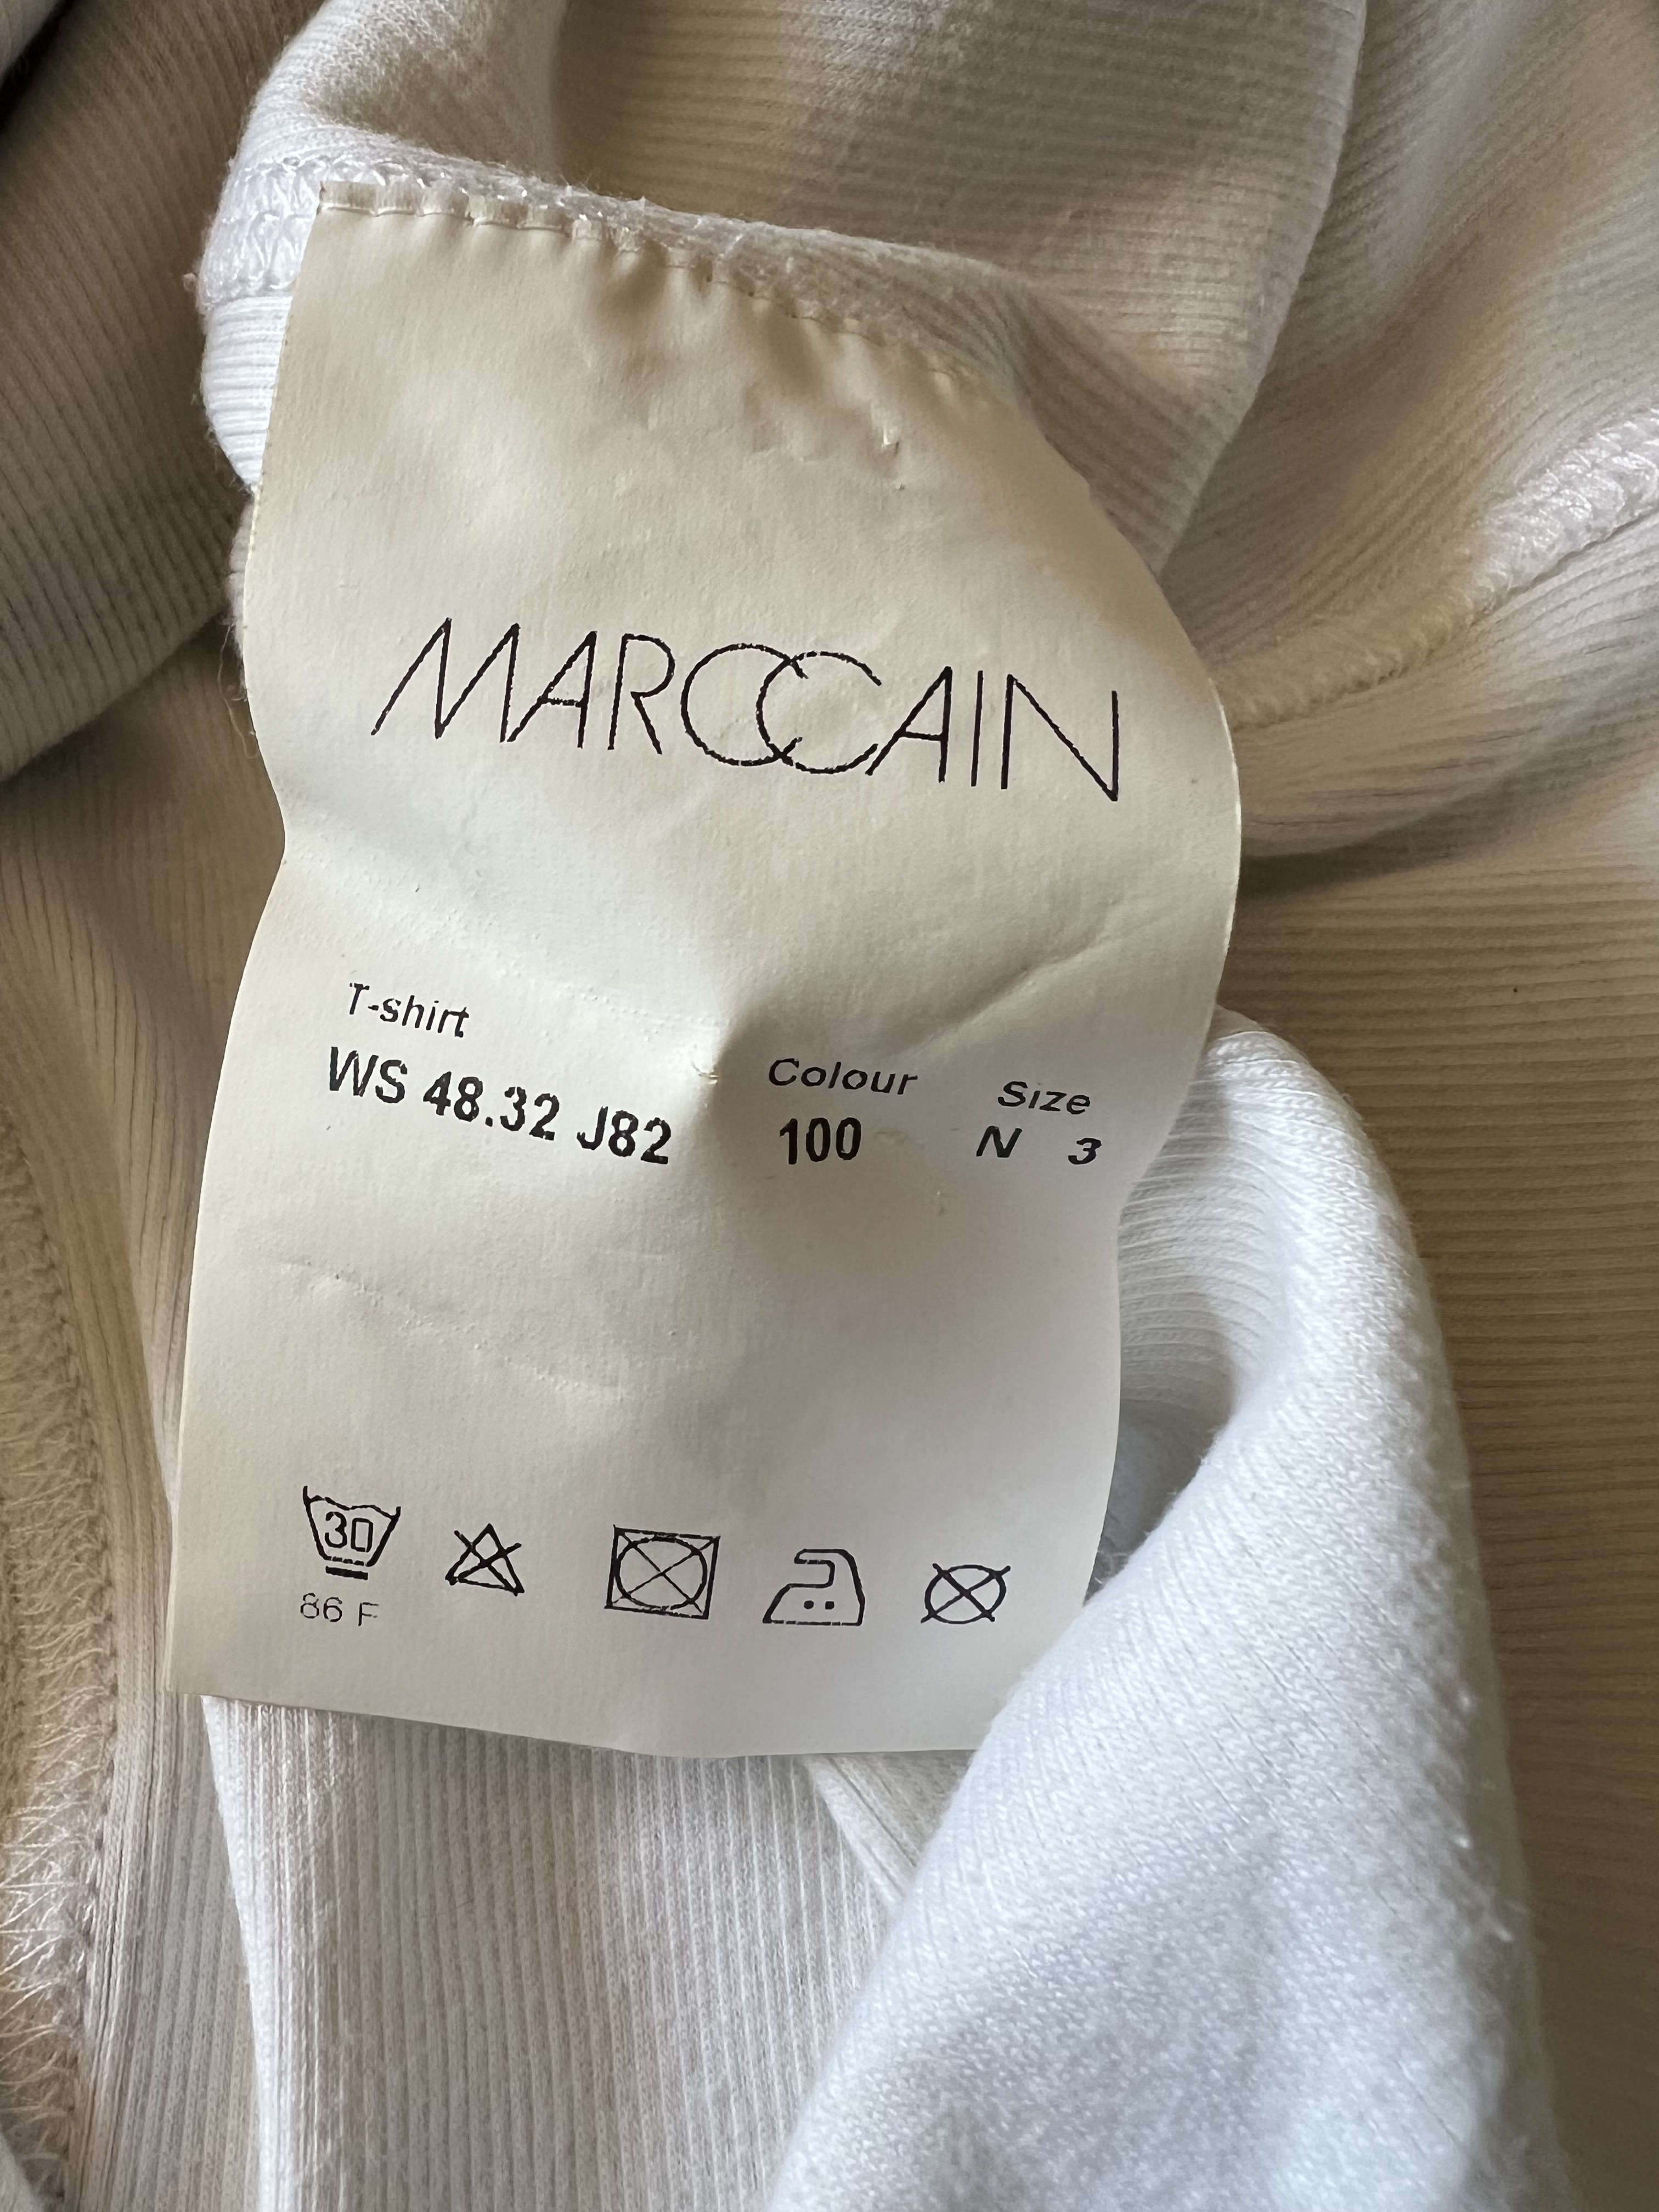 MARCCAIN
T-shirt
WS 48.32 J82
Colour
100
Size
N 3
30
86 F